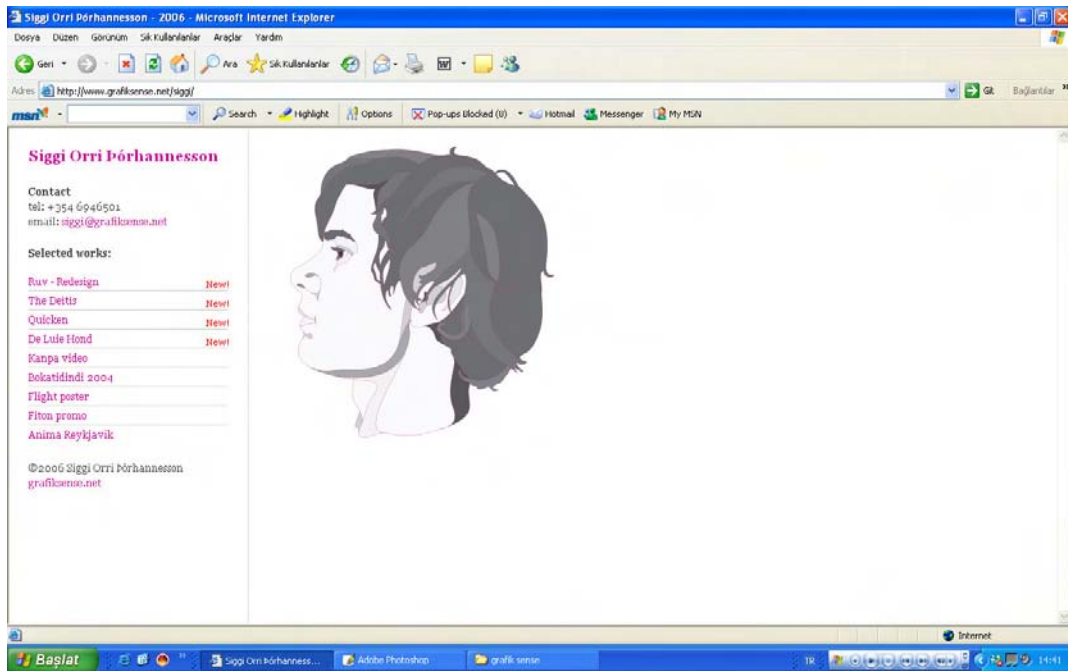 Siggi Orri Þórhannesson - 2006 - Microsoft Internet Explorer
Dosya Düzen Görünüm Sık Kullanılanlar Araçlar Yardım
Geri Ara Sık Kullanılanlar
Adres http://www.grafiksense.net/siggi/ Git Bağlantılar
msn Search Highlight Options Pop-ups Blocked (0) Hotmail Messenger My MSN
Siggi Orri Þórhannesson
Contact
tel: +354 6946501
email: siggi@grafiksense.net
Selected works:
Ruv - Redesign New!
The Deitis New!
Quicken New!
De Luie Hond New!
Kanpa video
Bokatidindi 2004
Flight poster
Fiton promo
Anima Reykjavik
©2006 Siggi Orri Þórhannesson
grafiksense.net
Internet
Başlat Siggi Orri Þórhanness... Adobe Photoshop grafik sense TR 14:41